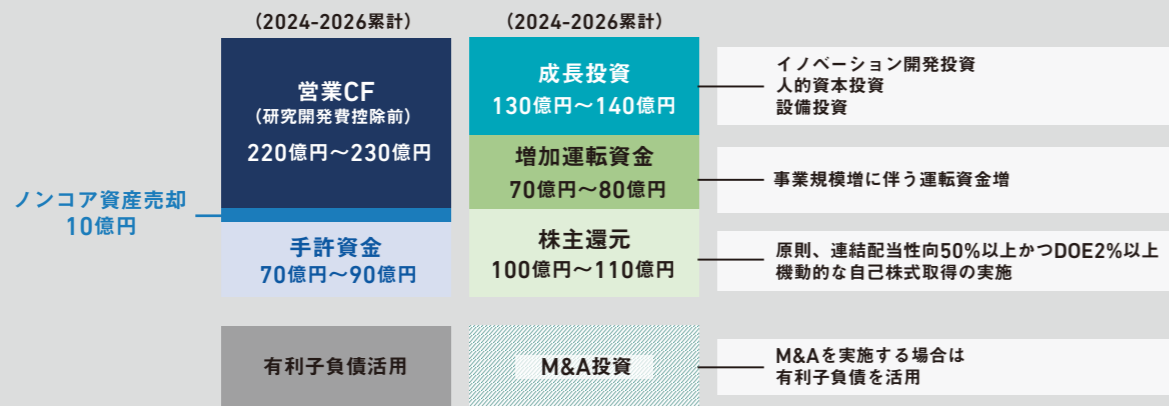 (2024-2026累計)
営業CF
(研究開発費控除前)
220億円～230億円
ノンコア資産売却
10億円
手許資金
70億円～90億円
有利子負債活用
(2024-2026累計)
成長投資
130億円～140億円
増加運転資金
70億円～80億円
株主還元
100億円～110億円
M&A投資
イノベーション開発投資
人的資本投資
設備投資
事業規模増に伴う運転資金増
原則、連結配当性向50%以上かつDOE2%以上
機動的な自己株式取得の実施
M&Aを実施する場合は
有利子負債を活用